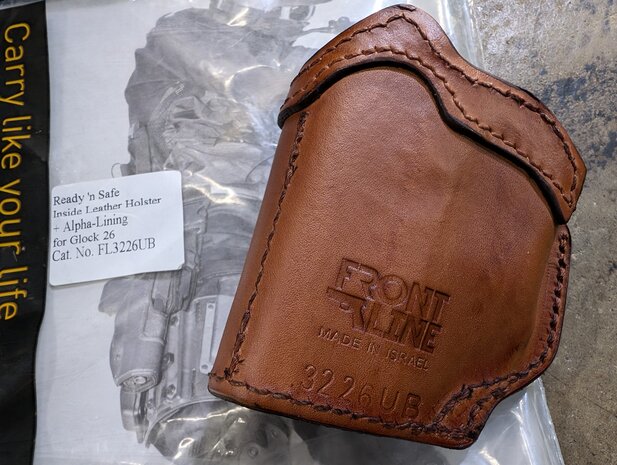 Carry like your life
Ready 'n Safe
Inside Leather Holster
+ Alpha-Lining
for Glock 26
Cat. No. FL3226UB
FRONT
LINE
MADE IN ISRAEL
3226UB